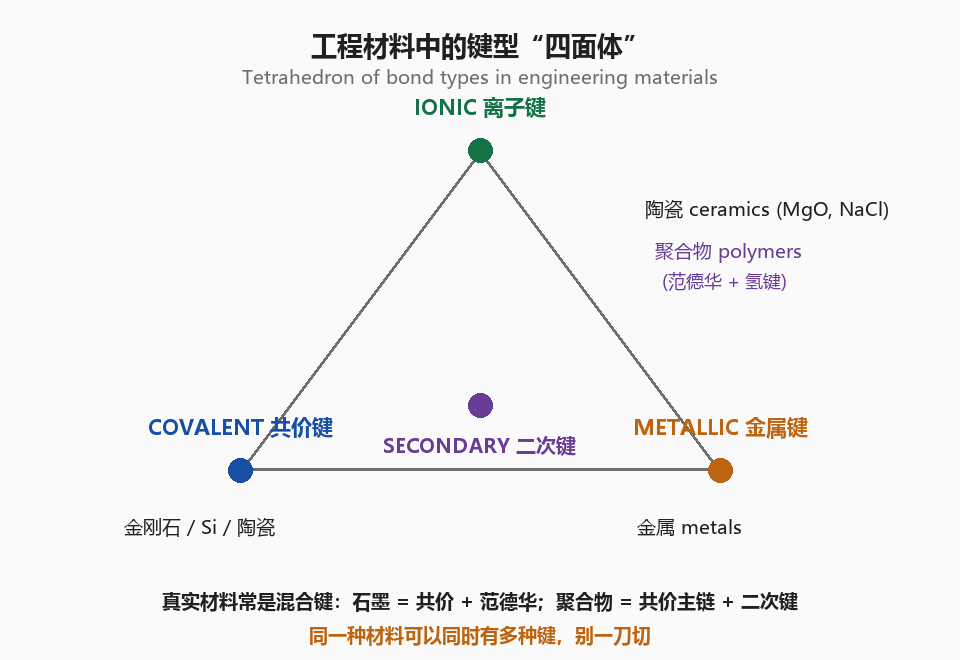 工程材料中的键型“四面体”
Tetrahedron of bond types in engineering materials
IONIC 离子键
陶瓷 ceramics (MgO, NaCl)
聚合物 polymers
(范德华 + 氢键)
COVALENT 共价键
METALLIC 金属键
SECONDARY 二次键
金刚石 / Si / 陶瓷
金属 metals
真实材料常是混合键：石墨 = 共价 + 范德华；聚合物 = 共价主链 + 二次键
同一种材料可以同时有多种键，别一刀切